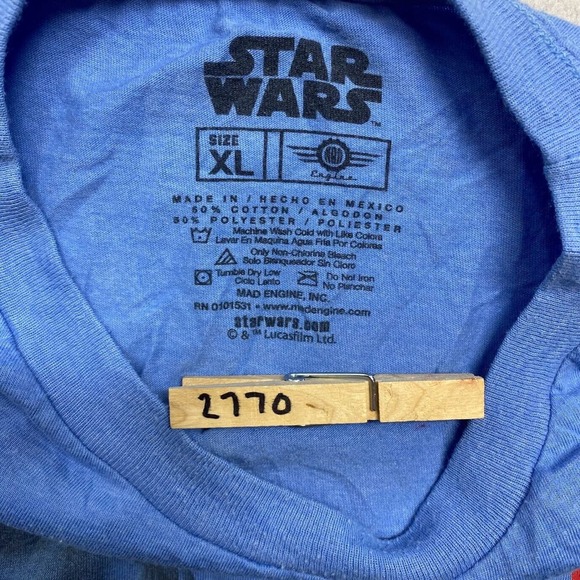 STAR
WARS
TM
SIZE
XL
MAD
Engine
MADE IN / HECHO EN MEXICO
50% COTTON / ALGODON
50% POLYESTER / POLIESTER
Machine Wash Cold with Like Colors
Lavar En Maquina Agua Fria Por Colores
Only Non-Chlorine Bleach
Solo Blanqueador Sin Cloro
Tumble Dry Low
Ciclo Lento
Do Not Iron
No Planchar
MAD ENGINE, INC.
RN 0101531 • www.madengine.com
starwars.com
© & ™ Lucasfilm Ltd.
2770